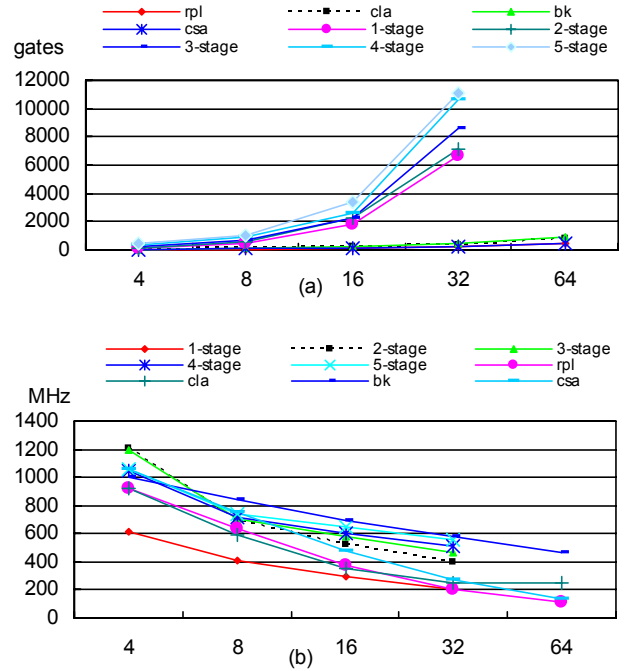 rpl cla bk
csa 1-stage 2-stage
3-stage 4-stage 5-stage
gates
12000
10000
8000
6000
4000
2000
0
4 8 16 32 64
(a)
1-stage 2-stage 3-stage
4-stage 5-stage rpl
cla bk csa
MHz
1400
1200
1000
800
600
400
200
0
4 8 16 32 64
(b)